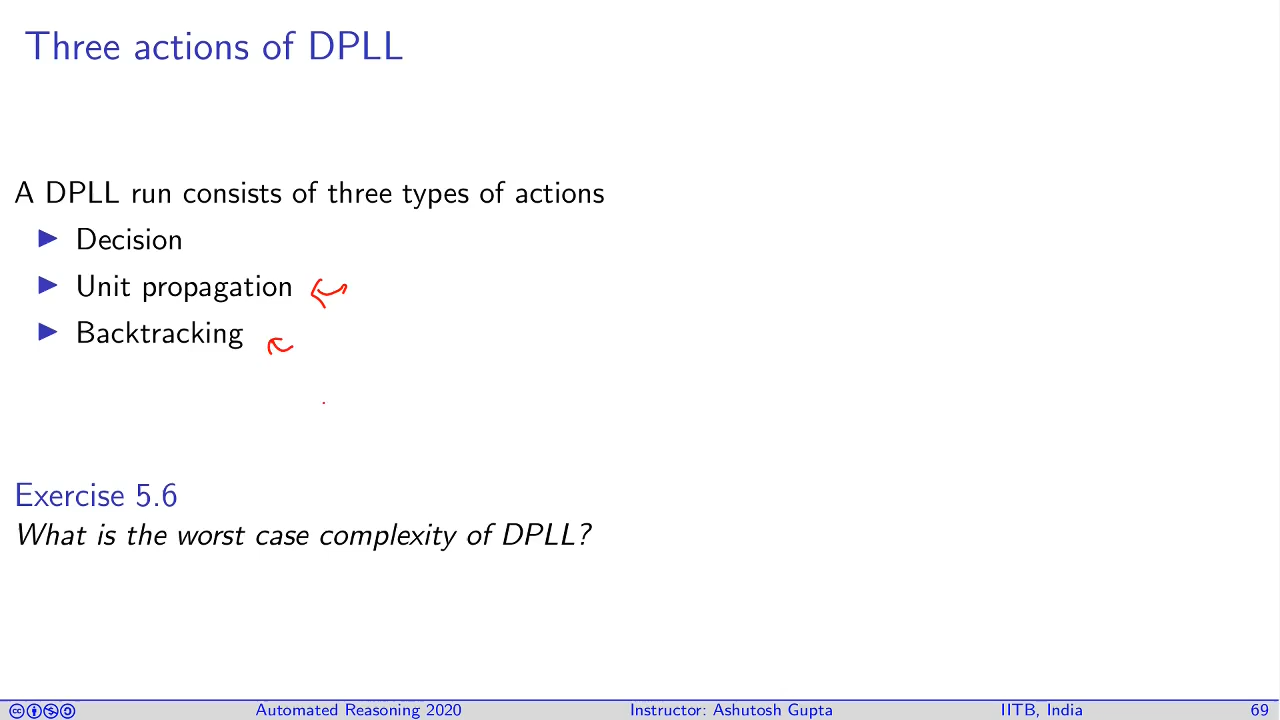 Three actions of DPLL
A DPLL run consists of three types of actions
Decision
Unit propagation
Backtracking
Exercise 5.6
What is the worst case complexity of DPLL?
Automated Reasoning 2020 Instructor: Ashutosh Gupta IITB, India 69